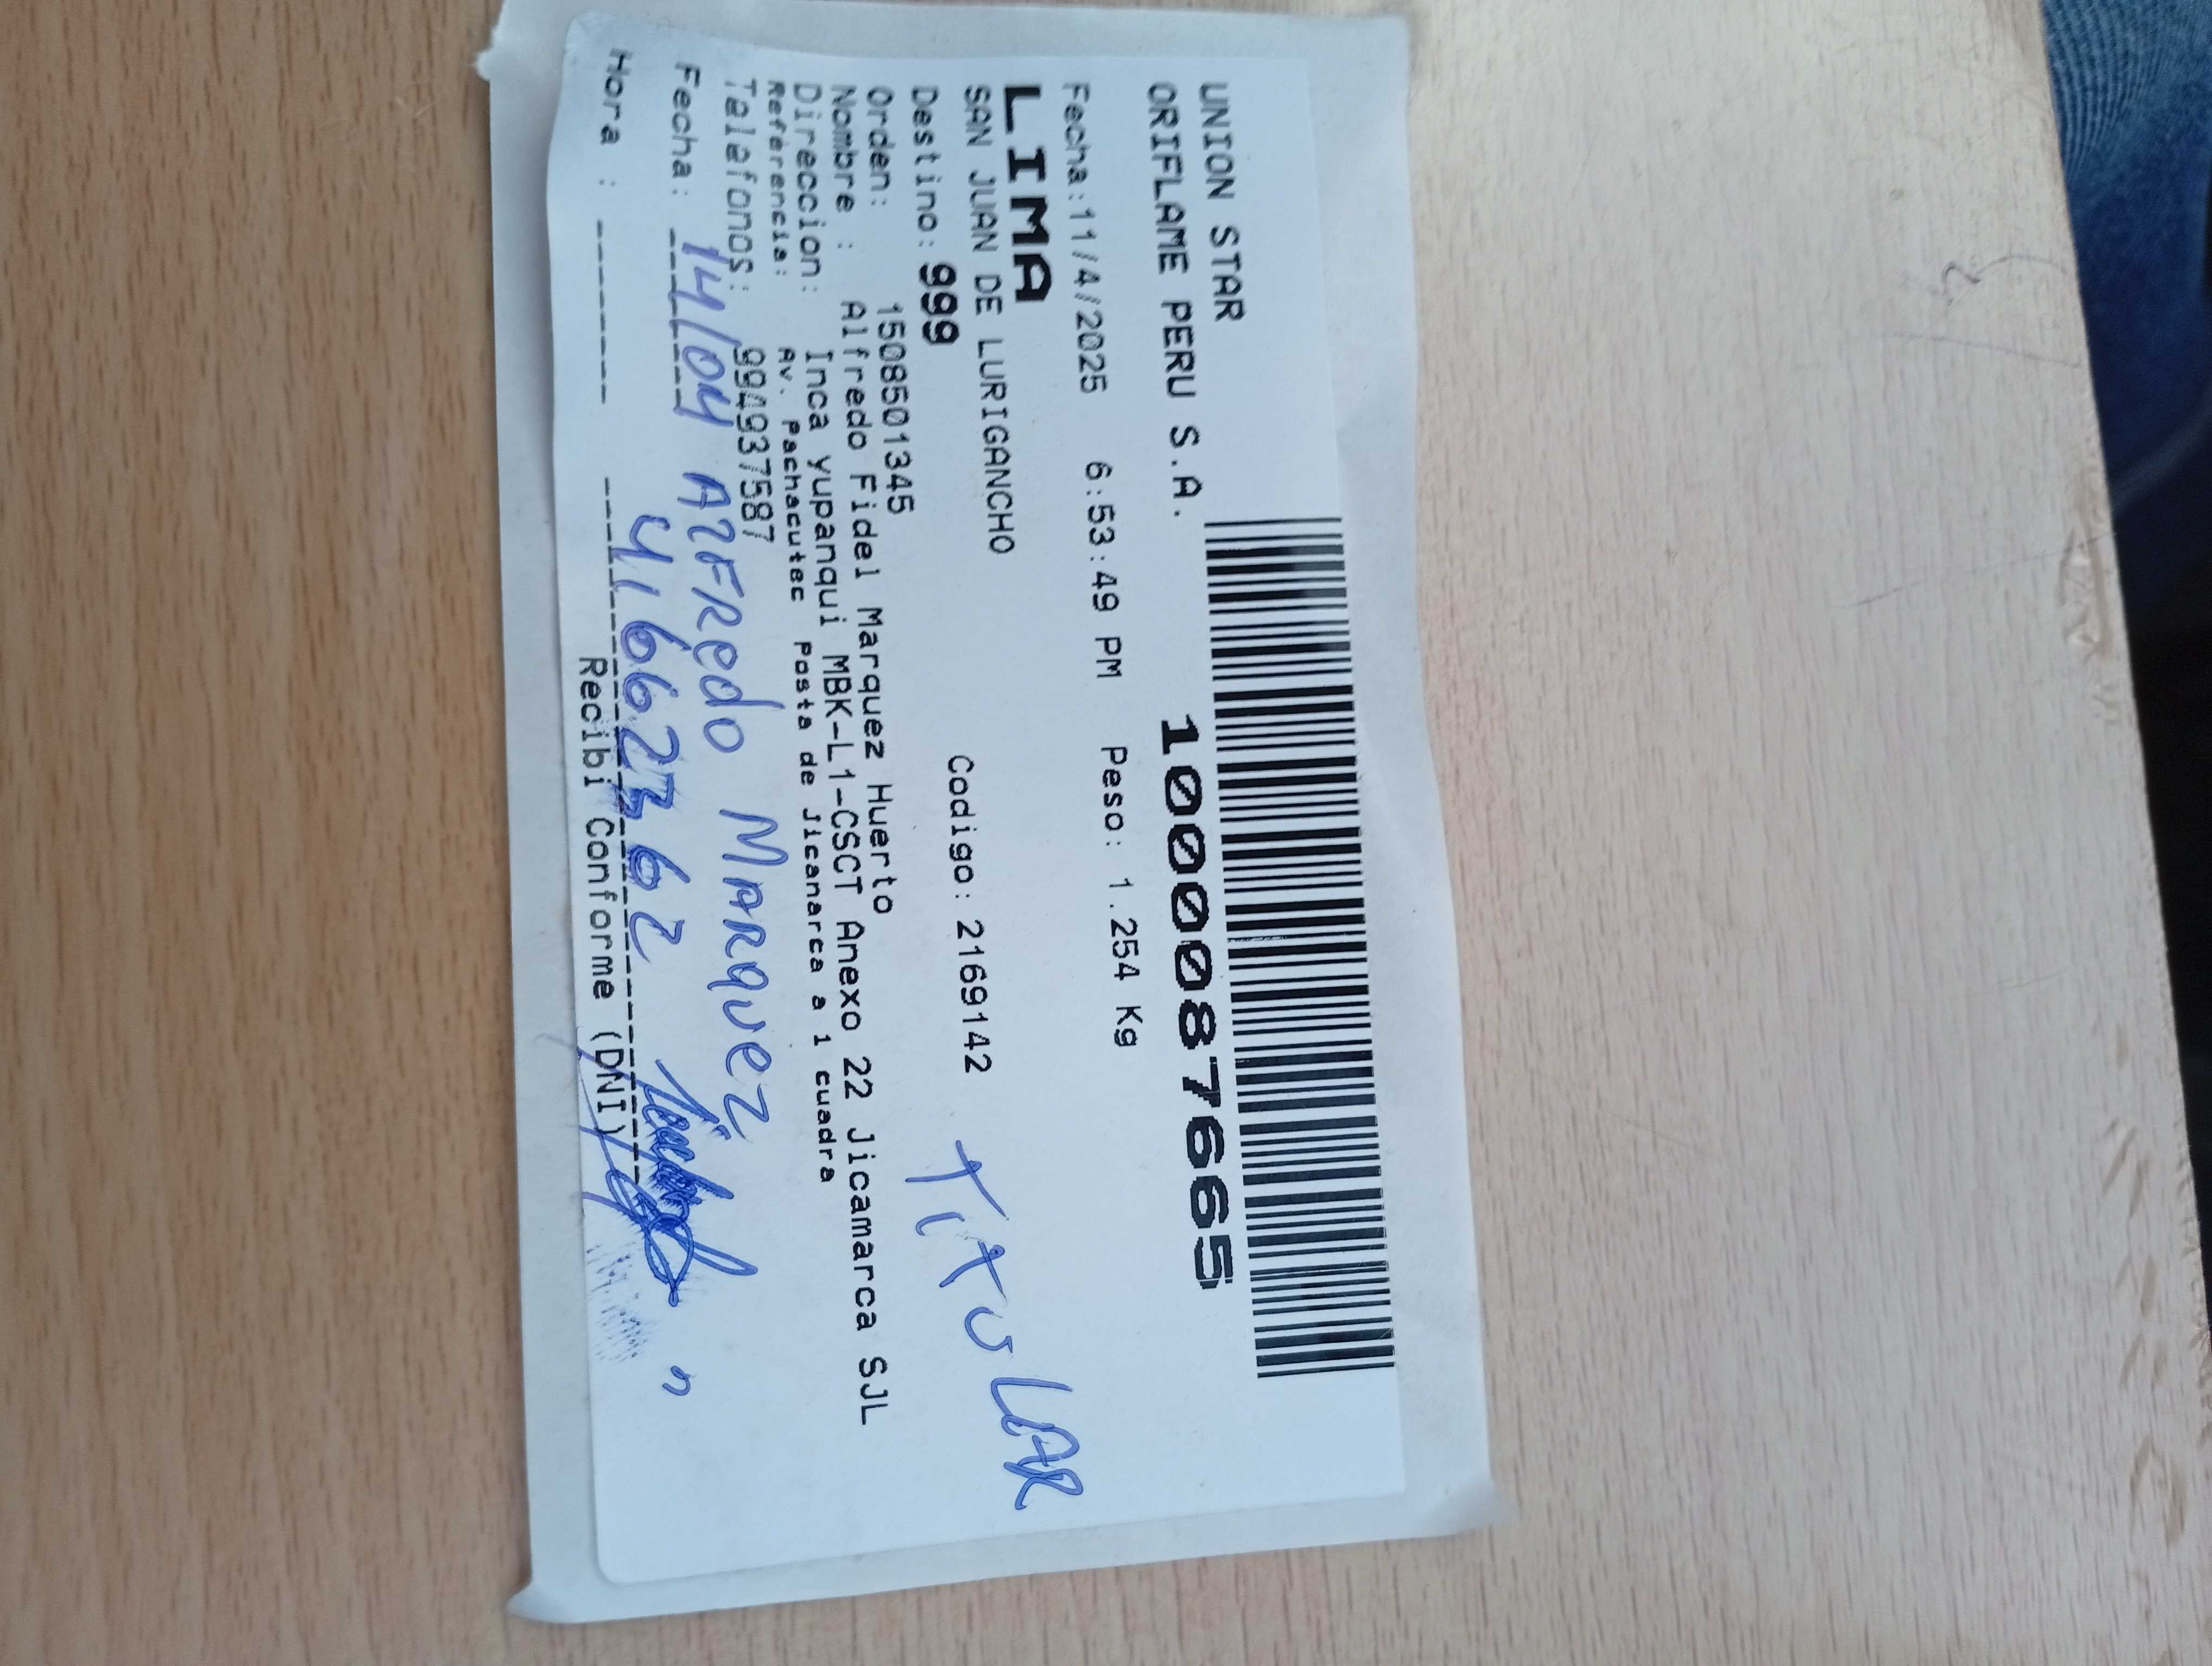 UNION STAR
ORIFLAME PERU S.A. 1000087665
Fecha:11/4/2025 6:53:49 PM Peso: 1.254 Kg
LIMA
SAN JUAN DE LURIGANCHO
Destino: 999 Codigo: 2169142
TiTULAR
Orden: 1508501345
Nombre : Alfredo Fidel Marquez Huerto
Direccion: Inca yupanqui MBK-L1-CSCT Anexo 22 Jicamarca SJL
Referencia: Av. Pachacutec Posta de Jicanarca a 1 cuadra
Telefonos: 994937587
Fecha: 14/04 AlFRedo MARQUEZ
41662362
Hora :
Recibi Conforme (DNI)